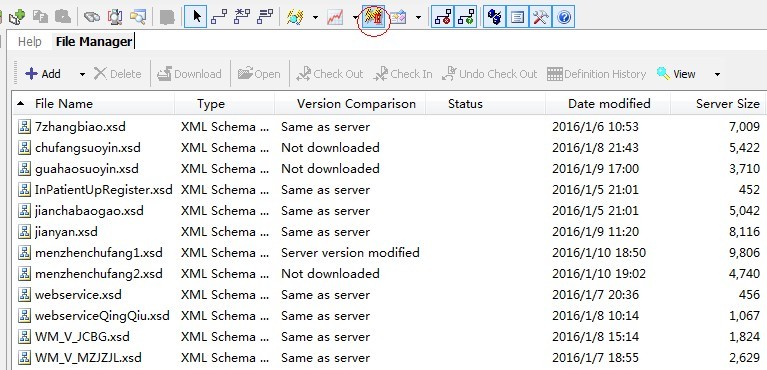 Help File Manager
Add Delete Download Open Check Out Check In Undo Check Out Definition History View
File Name Type Version Comparison Status Date modified Server Size
7zhangbiao.xsd XML Schema ... Same as server 2016/1/6 10:53 7,009
chufangsuoyin.xsd XML Schema ... Not downloaded 2016/1/8 21:43 5,422
guahaosuoyin.xsd XML Schema ... Not downloaded 2016/1/9 17:00 3,710
InPatientUpRegister.xsd XML Schema ... Same as server 2016/1/5 21:01 452
jianchabaogao.xsd XML Schema ... Same as server 2016/1/5 21:01 5,042
jianyan.xsd XML Schema ... Same as server 2016/1/9 11:20 8,116
menzhenchufang1.xsd XML Schema ... Server version modified 2016/1/10 18:50 9,806
menzhenchufang2.xsd XML Schema ... Not downloaded 2016/1/10 19:02 4,740
webservice.xsd XML Schema ... Same as server 2016/1/7 20:36 456
webserviceQingQiu.xsd XML Schema ... Same as server 2016/1/8 10:14 1,067
WM_V_JCBG.xsd XML Schema ... Same as server 2016/1/8 15:14 1,824
WM_V_MZJZJL.xsd XML Schema ... Same as server 2016/1/7 18:55 2,629